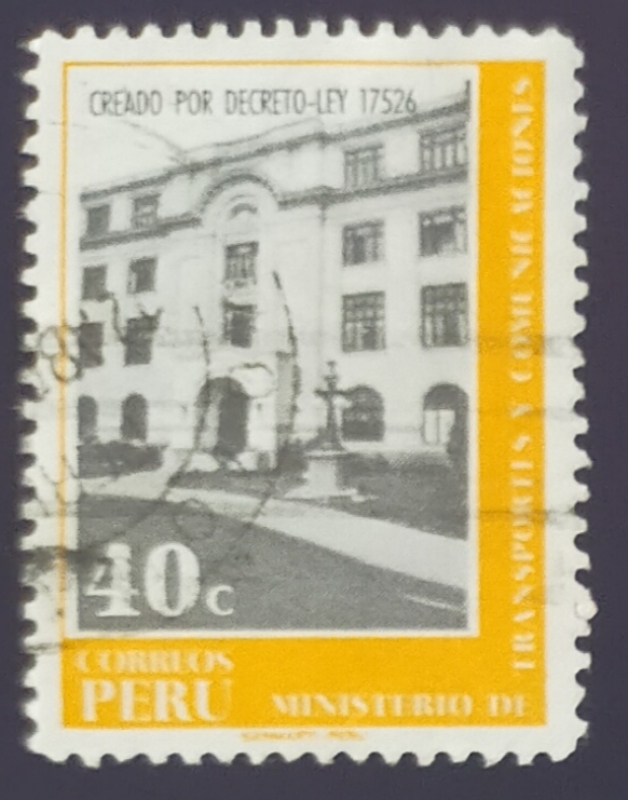 CREADO POR DECRETO-LEY 17526
40c
CORREOS
PERU
MINISTERIO DE
TRANSPORTES Y COMUNICACIONES